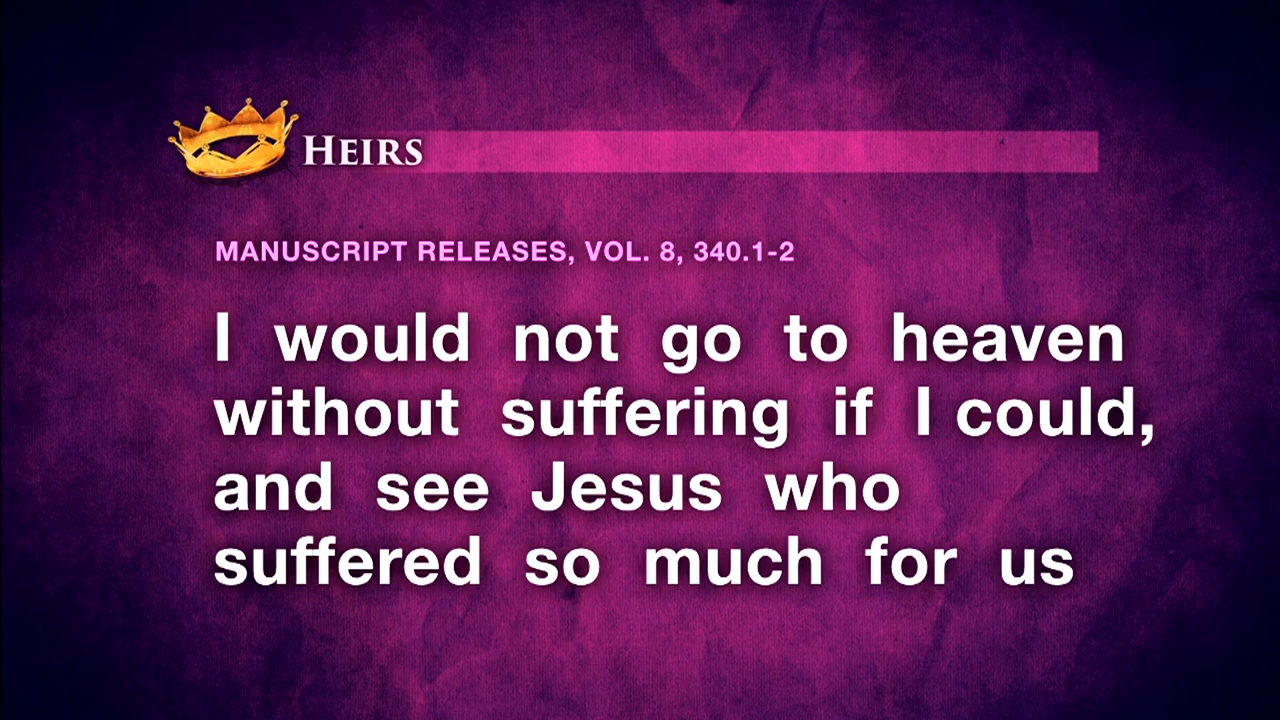 HEIRS
MANUSCRIPT RELEASES, VOL. 8, 340.1-2
I would not go to heaven
without suffering if I could,
and see Jesus who
suffered so much for us